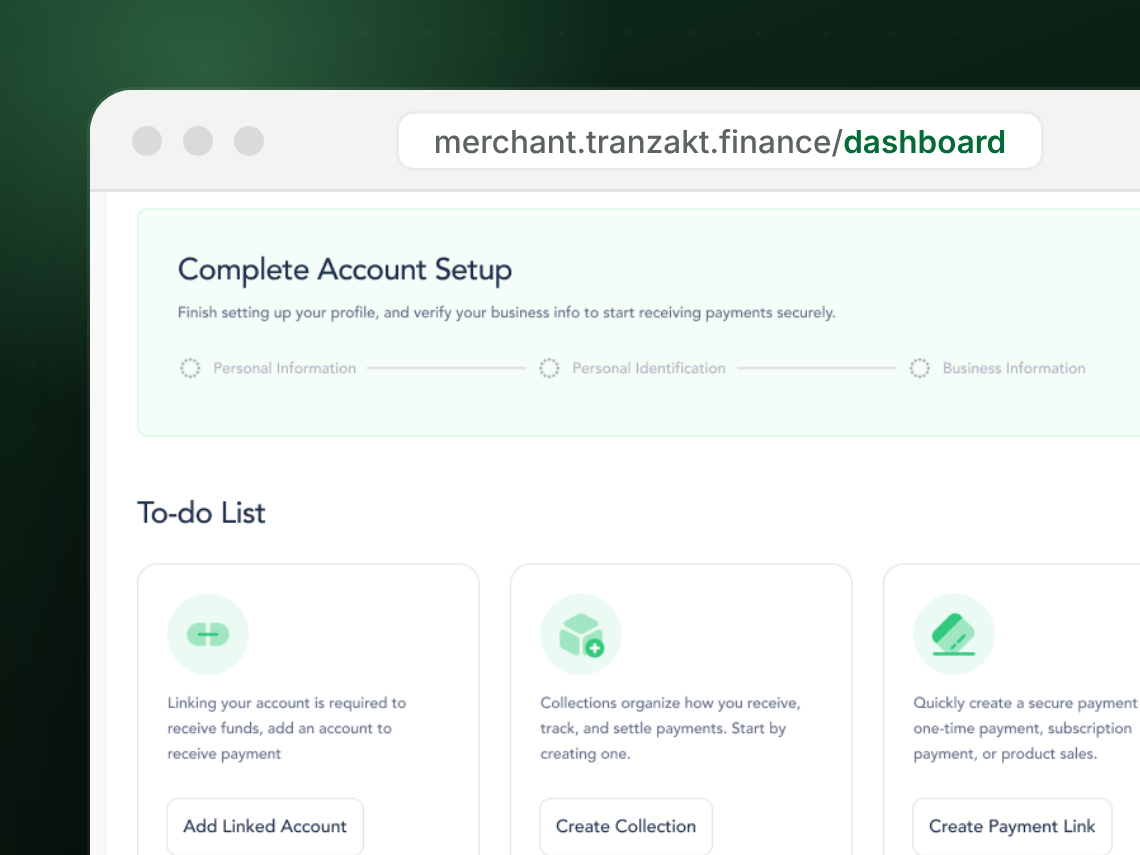 merchant.tranzakt.finance/dashboard
Complete Account Setup
Finish setting up your profile, and verify your business info to start receiving payments securely.
Personal Information
Personal Identification
Business Information
To-do List
Linking your account is required to
receive funds, add an account to
receive payment
Add Linked Account
Collections organize how you receive,
track, and settle payments. Start by
creating one.
Create Collection
Quickly create a secure payment
one-time payment, subscription
payment, or product sales.
Create Payment Link